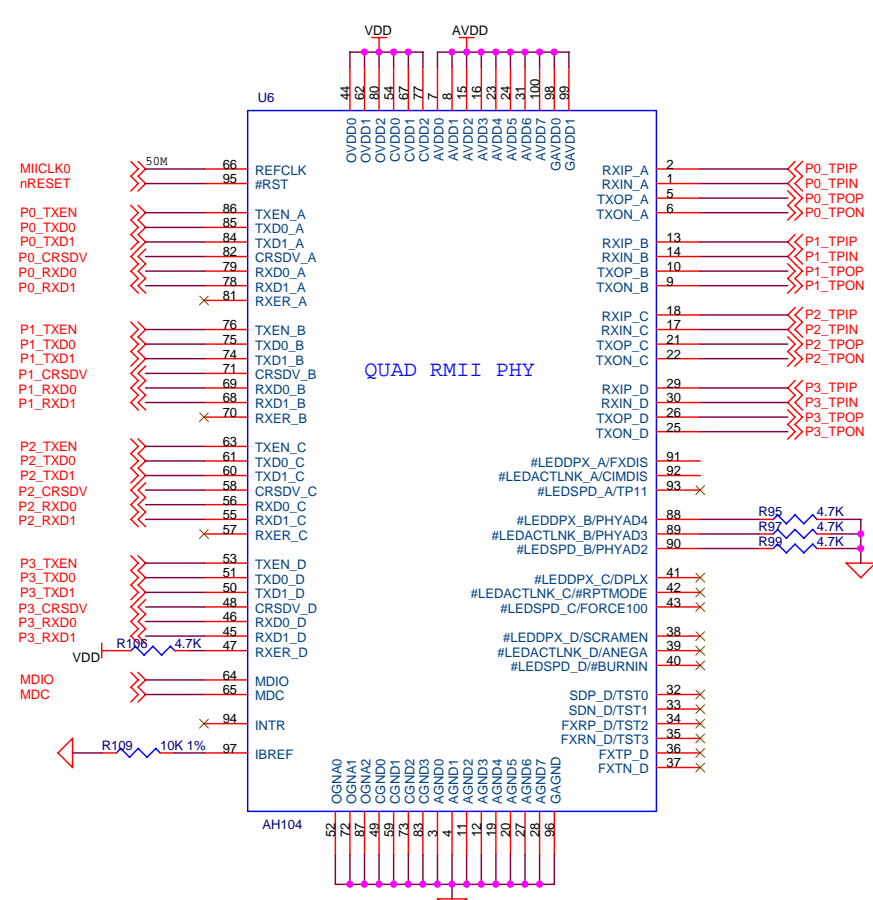 VDD
AVDD
U6
44
62
80
54
67
77
7
8
15
16
23
24
31
100
98
99
OVDD0
OVDD1
OVDD2
CVDD0
CVDD1
CVDD2
AVDD0
AVDD1
AVDD2
AVDD3
AVDD4
AVDD5
AVDD6
AVDD7
GAVDD0
GAVDD1
MIICLK0 50M 66 REFCLK
nRESET 95 #RST
P0_TXEN 86 TXEN_A
P0_TXD0 85 TXD0_A
P0_TXD1 84 TXD1_A
P0_CRSDV 82 CRSDV_A
P0_RXD0 79 RXD0_A
P0_RXD1 78 RXD1_A
81 RXER_A
P1_TXEN 76 TXEN_B
P1_TXD0 75 TXD0_B
P1_TXD1 74 TXD1_B
P1_CRSDV 71 CRSDV_B
P1_RXD0 69 RXD0_B
P1_RXD1 68 RXD1_B
70 RXER_B
P2_TXEN 63 TXEN_C
P2_TXD0 61 TXD0_C
P2_TXD1 60 TXD1_C
P2_CRSDV 58 CRSDV_C
P2_RXD0 56 RXD0_C
P2_RXD1 55 RXD1_C
57 RXER_C
P3_TXEN 53 TXEN_D
P3_TXD0 51 TXD0_D
P3_TXD1 50 TXD1_D
P3_CRSDV 48 CRSDV_D
P3_RXD0 46 RXD0_D
P3_RXD1 45 RXD1_D
VDD R106 4.7K 47 RXER_D
MDIO 64 MDIO
MDC 65 MDC
94 INTR
R109 10K 1% 97 IBREF
QUAD RMII PHY
RXIP_A 2 P0_TPIP
RXIN_A 1 P0_TPIN
TXOP_A 5 P0_TPOP
TXON_A 6 P0_TPON
RXIP_B 13 P1_TPIP
RXIN_B 14 P1_TPIN
TXOP_B 10 P1_TPOP
TXON_B 9 P1_TPON
RXIP_C 18 P2_TPIP
RXIN_C 17 P2_TPIN
TXOP_C 21 P2_TPOP
TXON_C 22 P2_TPON
RXIP_D 29 P3_TPIP
RXIN_D 30 P3_TPIN
TXOP_D 26 P3_TPOP
TXON_D 25 P3_TPON
#LEDDPX_A/FXDIS 91
#LEDACTLNK_A/CIMDIS 92
#LEDSPD_A/TP11 93
#LEDDPX_B/PHYAD4 88 R95 4.7K
#LEDACTLNK_B/PHYAD3 89 R97 4.7K
#LEDSPD_B/PHYAD2 90 R99 4.7K
#LEDDPX_C/DPLX 41
#LEDACTLNK_C/#RPTMODE 42
#LEDSPD_C/FORCE100 43
#LEDDPX_D/SCRAMEN 38
#LEDACTLNK_D/ANEGA 39
#LEDSPD_D/#BURNIN 40
SDP_D/TST0 32
SDN_D/TST1 33
FXRP_D/TST2 34
FXRN_D/TST3 35
FXTP_D 36
FXTN_D 37
OGNA0
OGNA1
OGNA2
CGND0
CGND1
CGND2
CGND3
AGND0
AGND1
AGND2
AGND3
AGND4
AGND5
AGND6
AGND7
GAGND
AH104
52
72
87
49
59
73
83
3
4
11
12
19
20
27
28
96